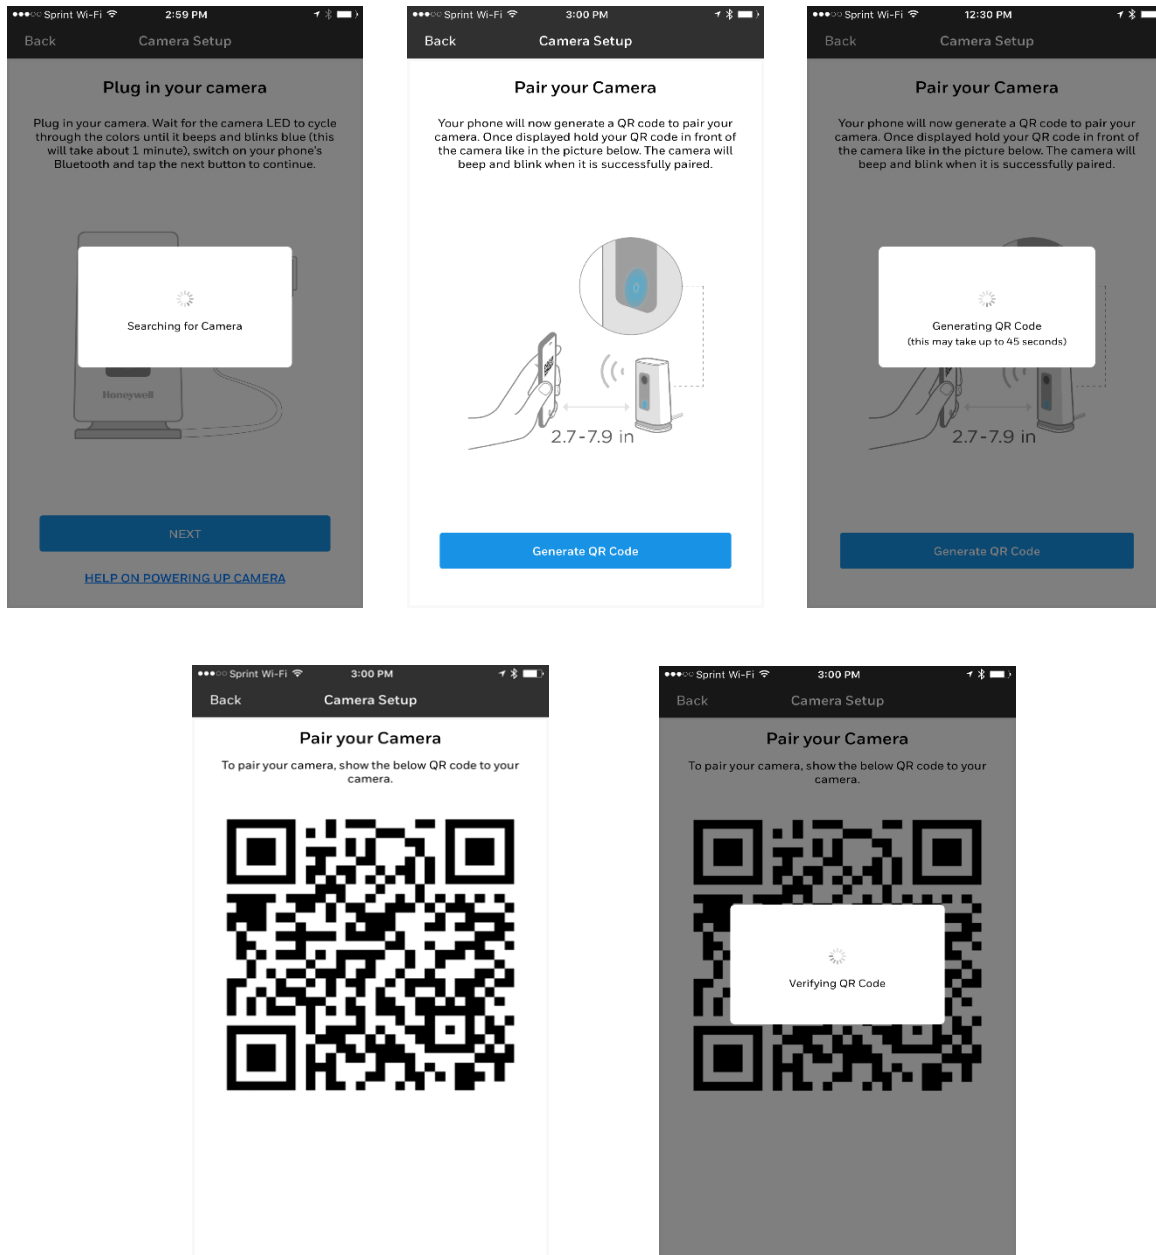 Sprint Wi-Fi 2:59 PM
Back Camera Setup
Plug in your camera
Plug in your camera. Wait for the camera LED to cycle
through the colors until it beeps and blinks blue (this
will take about 1 minute), switch on your phone's
Bluetooth and tap the next button to continue.
Searching for Camera
Honeywell
NEXT
HELP ON POWERING UP CAMERA
Sprint Wi-Fi 3:00 PM
Back Camera Setup
Pair your Camera
Your phone will now generate a QR code to pair your
camera. Once displayed hold your QR code in front of
the camera like in the picture below. The camera will
beep and blink when it is successfully paired.
2.7-7.9 in
Generate QR Code
Sprint Wi-Fi 12:30 PM
Back Camera Setup
Pair your Camera
Your phone will now generate a QR code to pair your
camera. Once displayed hold your QR code in front of
the camera like in the picture below. The camera will
beep and blink when it is successfully paired.
Generating QR Code
(this may take up to 45 seconds)
2.7-7.9 in
Generate QR Code
Sprint Wi-Fi 3:00 PM
Back Camera Setup
Pair your Camera
To pair your camera, show the below QR code to your
camera.
Sprint Wi-Fi 3:00 PM
Back Camera Setup
Pair your Camera
To pair your camera, show the below QR code to your
camera.
Verifying QR Code